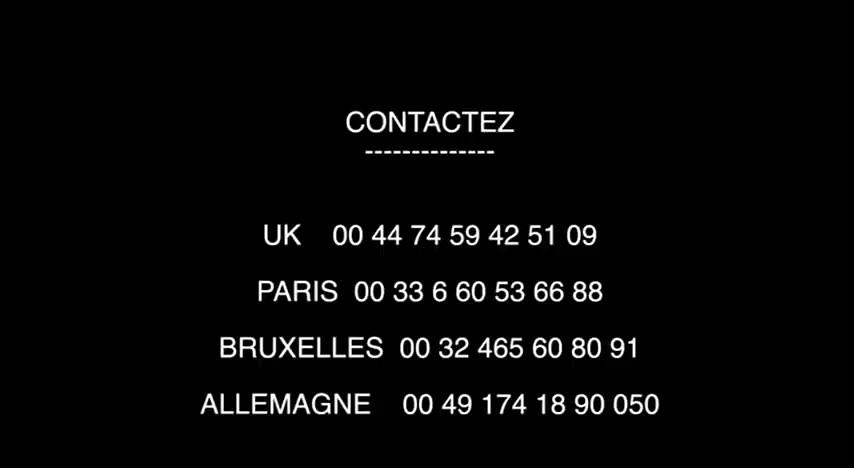 CONTACTEZ
--------------
UK 00 44 74 59 42 51 09
PARIS 00 33 6 60 53 66 88
BRUXELLES 00 32 465 60 80 91
ALLEMAGNE 00 49 174 18 90 050